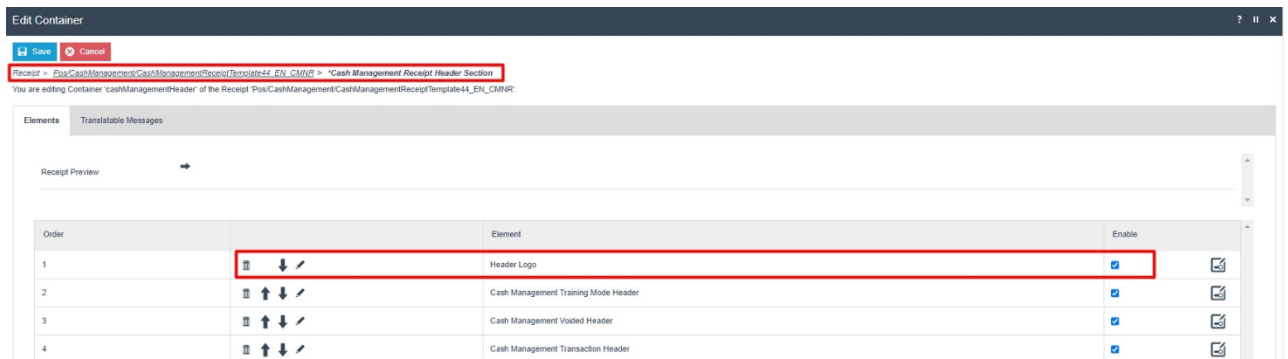 Edit Container
? II ×
Save Cancel
Receipt > Pos/CashManagement/CashManagementReceiptTemplate44_EN_CMNR > *Cash Management Receipt Header Section
You are editing Container 'cashManagementHeader' of the Receipt 'Pos/CashManagement/CashManagementReceiptTemplate44_EN_CMNR'.
Elements Translatable Messages
Receipt Preview
Order Element Enable
1 Header Logo
2 Cash Management Training Mode Header
3 Cash Management Voided Header
4 Cash Management Transaction Header